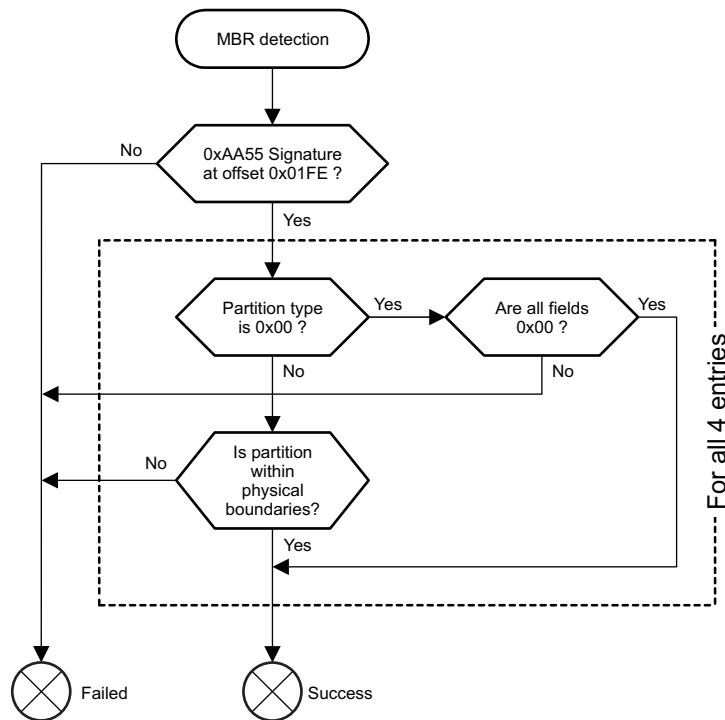 MBR detection
No
0xAA55 Signature
at offset 0x01FE ?
Yes
Partition type
is 0x00 ?
Yes
Are all fields
0x00 ?
Yes
No
No
For all 4 entries
No
Is partition
within
physical
boundaries?
Yes
Failed
Success